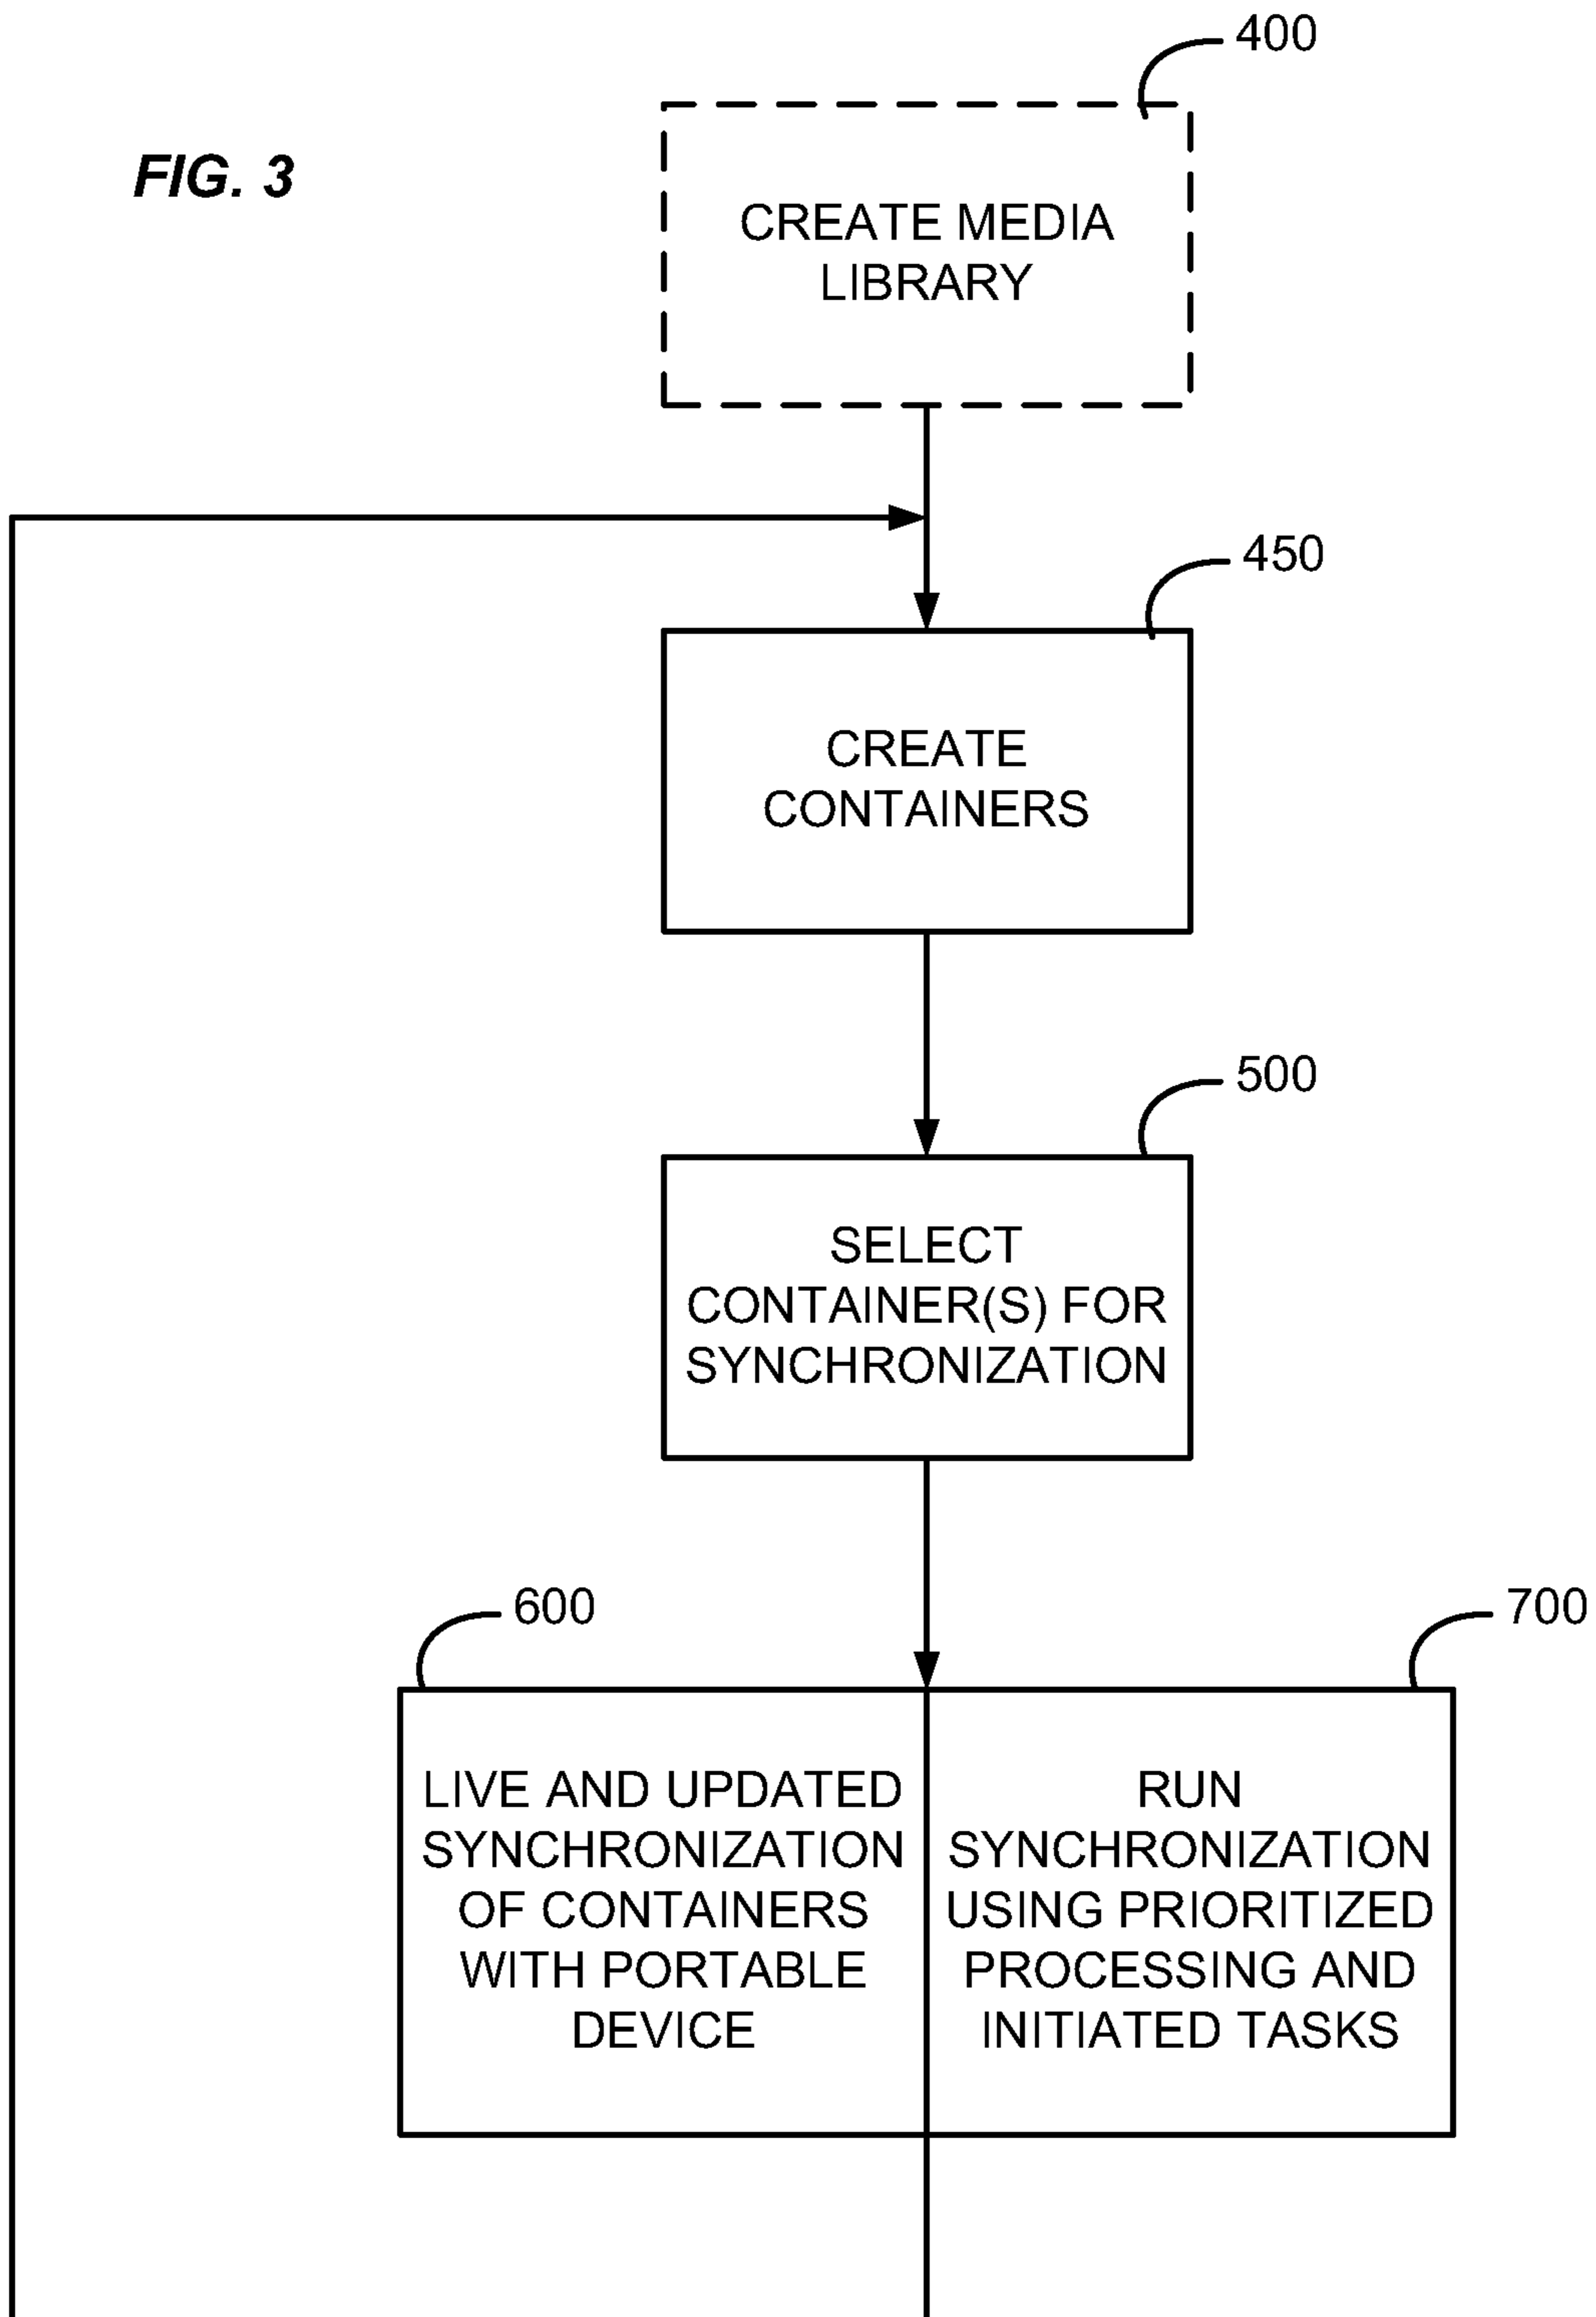 400
FIG. 3
CREATE MEDIA
LIBRARY
450
CREATE
CONTAINERS
500
SELECT
CONTAINER(S) FOR
SYNCHRONIZATION
600
700
LIVE AND UPDATED
SYNCHRONIZATION
OF CONTAINERS
WITH PORTABLE
DEVICE
RUN
SYNCHRONIZATION
USING PRIORITIZED
PROCESSING AND
INITIATED TASKS